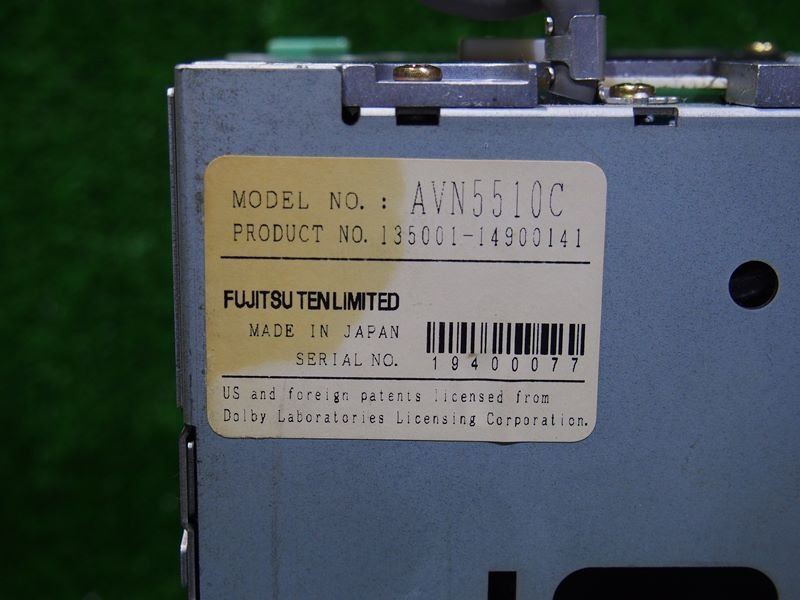 MODEL NO. : AVN5510C
PRODUCT NO. 135001-14900141
FUJITSU TEN LIMITED
MADE IN JAPAN
SERIAL NO. 19400077
US and foreign patents licensed from
Dolby Laboratories Licensing Corporation.